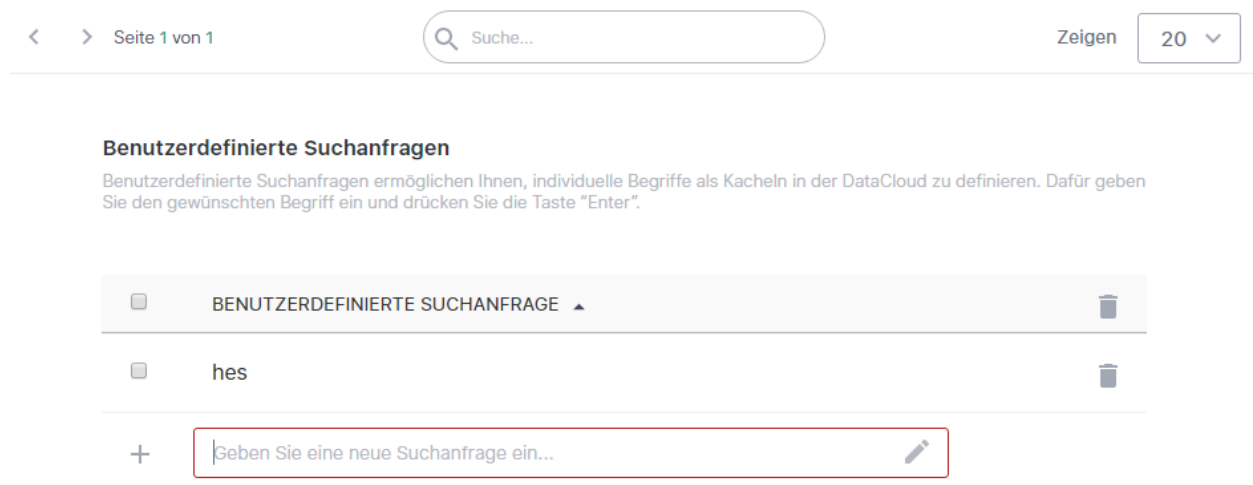 Seite 1 von 1
Suche...
Zeigen
20
Benutzerdefinierte Suchanfragen
Benutzerdefinierte Suchanfragen ermöglichen Ihnen, individuelle Begriffe als Kacheln in der DataCloud zu definieren. Dafür geben
Sie den gewünschten Begriff ein und drücken Sie die Taste “Enter”.
BENUTZERDEFINIERTE SUCHANFRAGE
hes
Geben Sie eine neue Suchanfrage ein...